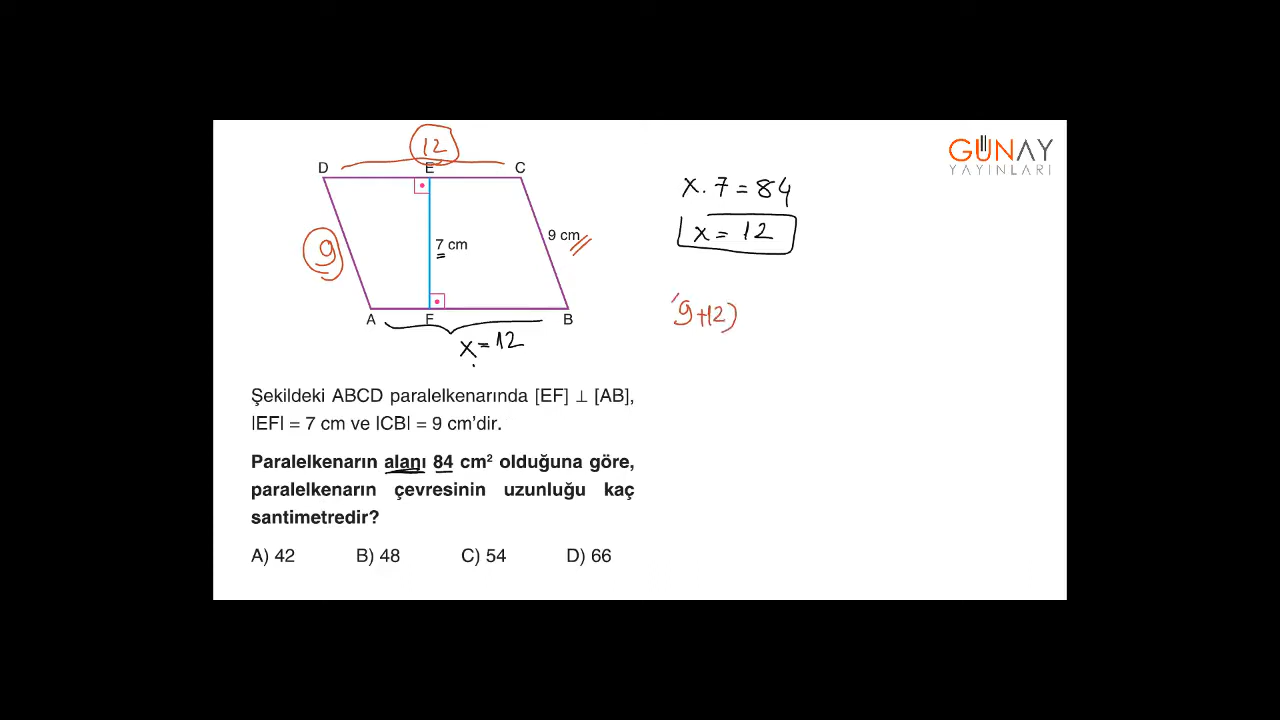 12
D E C
GÜNAY
YAYINLARI
x . 7 = 84
x = 12
9
7 cm
9 cm
A F B
x = 12
(9+12)
Şekildeki ABCD paralelkenarında [EF] ⊥ [AB],
|EF| = 7 cm ve |CB| = 9 cm'dir.
Paralelkenarın alanı 84 cm² olduğuna göre,
paralelkenarın çevresinin uzunluğu kaç
santimetredir?
A) 42 B) 48 C) 54 D) 66